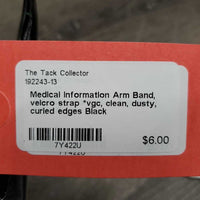 The Tack Collector
192243-13
Medical information Arm Band,
velcro strap *vgc, clean, dusty,
curled edges Black
$6.00
7Y422U
7Y422U